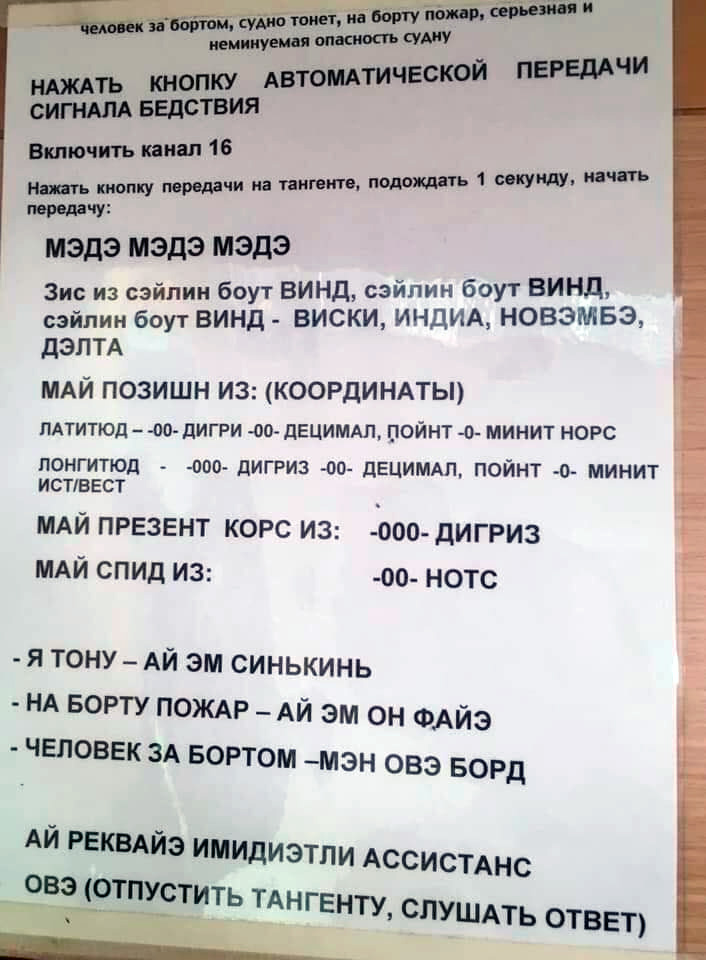 человек за бортом, судно тонет, на борту пожар, серьезная и
неминуемая опасность судну
НАЖАТЬ КНОПКУ АВТОМАТИЧЕСКОЙ ПЕРЕДАЧИ
СИГНАЛА БЕДСТВИЯ
Включить канал 16
Нажать кнопку передачи на тангенте, подождать 1 секунду, начать
передачу:
МЭДЭ МЭДЭ МЭДЭ
Зис из сэйлин боут ВИНД, сэйлин боут ВИНД,
сэйлин боут ВИНД - ВИСКИ, ИНДИА, НОВЭМБЭ,
ДЭЛТА
МАЙ ПОЗИШН ИЗ: (КООРДИНАТЫ)
ЛАТИТЮД – -00- ДИГРИ -00- ДЕЦИМАЛ, ПОЙНТ -0- МИНИТ НОРС
ЛОНГИТЮД - -000- ДИГРИЗ -00- ДЕЦИМАЛ, ПОЙНТ -0- МИНИТ
ИСТ/ВЕСТ
МАЙ ПРЕЗЕНТ КОРС ИЗ: -000- ДИГРИЗ
МАЙ СПИД ИЗ: -00- НОТС
- Я ТОНУ – АЙ ЭМ СИНЬКИНЬ
- НА БОРТУ ПОЖАР – АЙ ЭМ ОН ФАЙЭ
- ЧЕЛОВЕК ЗА БОРТОМ –МЭН ОВЭ БОРД
АЙ РЕКВАЙЭ ИМИДИЭТЛИ АССИСТАНС
ОВЭ (ОТПУСТИТЬ ТАНГЕНТУ, СЛУШАТЬ ОТВЕТ)